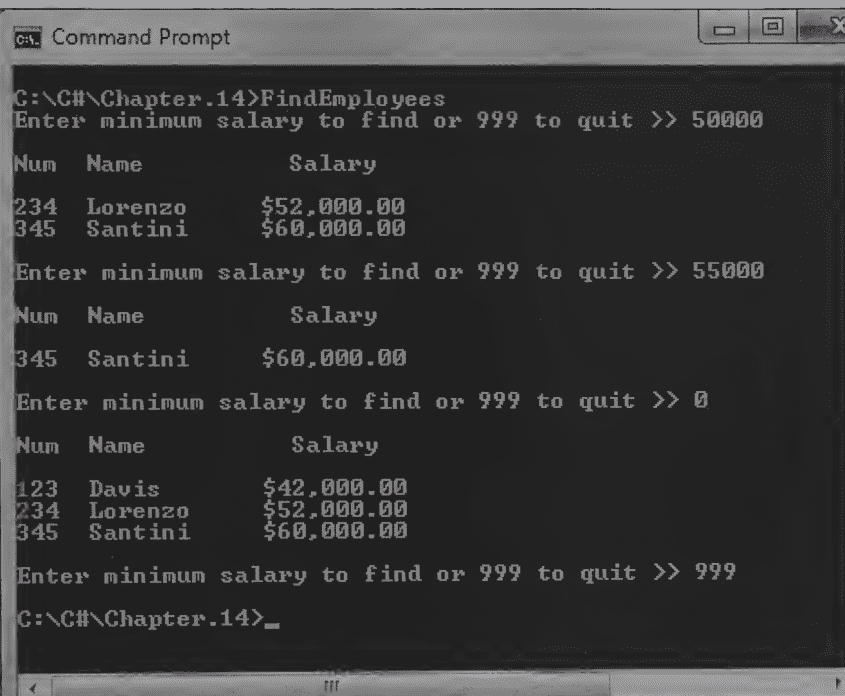 Command Prompt
C:\C#\Chapter.14>FindEmployees
Enter minimum salary to find or 999 to quit >> 50000
Num Name Salary
234 Lorenzo $52,000.00
345 Santini $60,000.00
Enter minimum salary to find or 999 to quit >> 55000
Num Name Salary
345 Santini $60,000.00
Enter minimum salary to find or 999 to quit >> 0
Num Name Salary
123 Davis $42,000.00
234 Lorenzo $52,000.00
345 Santini $60,000.00
Enter minimum salary to find or 999 to quit >> 999
C:\C#\Chapter.14>_